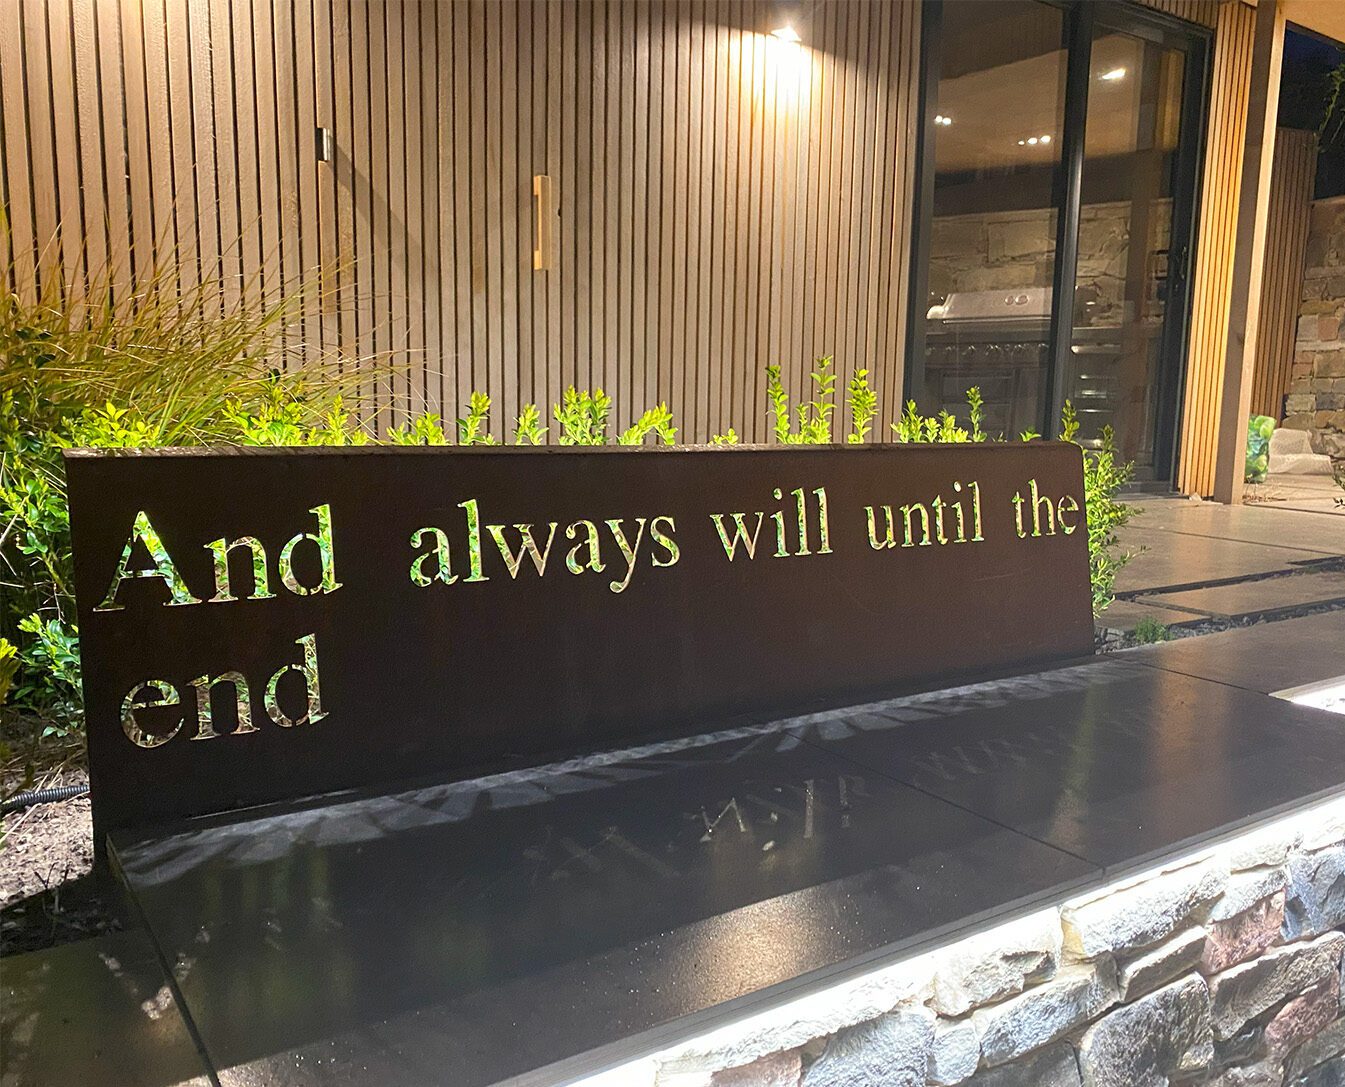 And always will until the
end